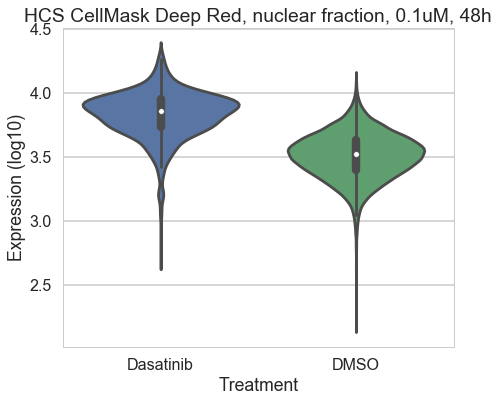 HCS CellMask Deep Red, nuclear fraction, 0.1uM, 48h
4.5
4.0
3.5
3.0
2.5
Expression (log10)
Dasatinib
DMSO
Treatment